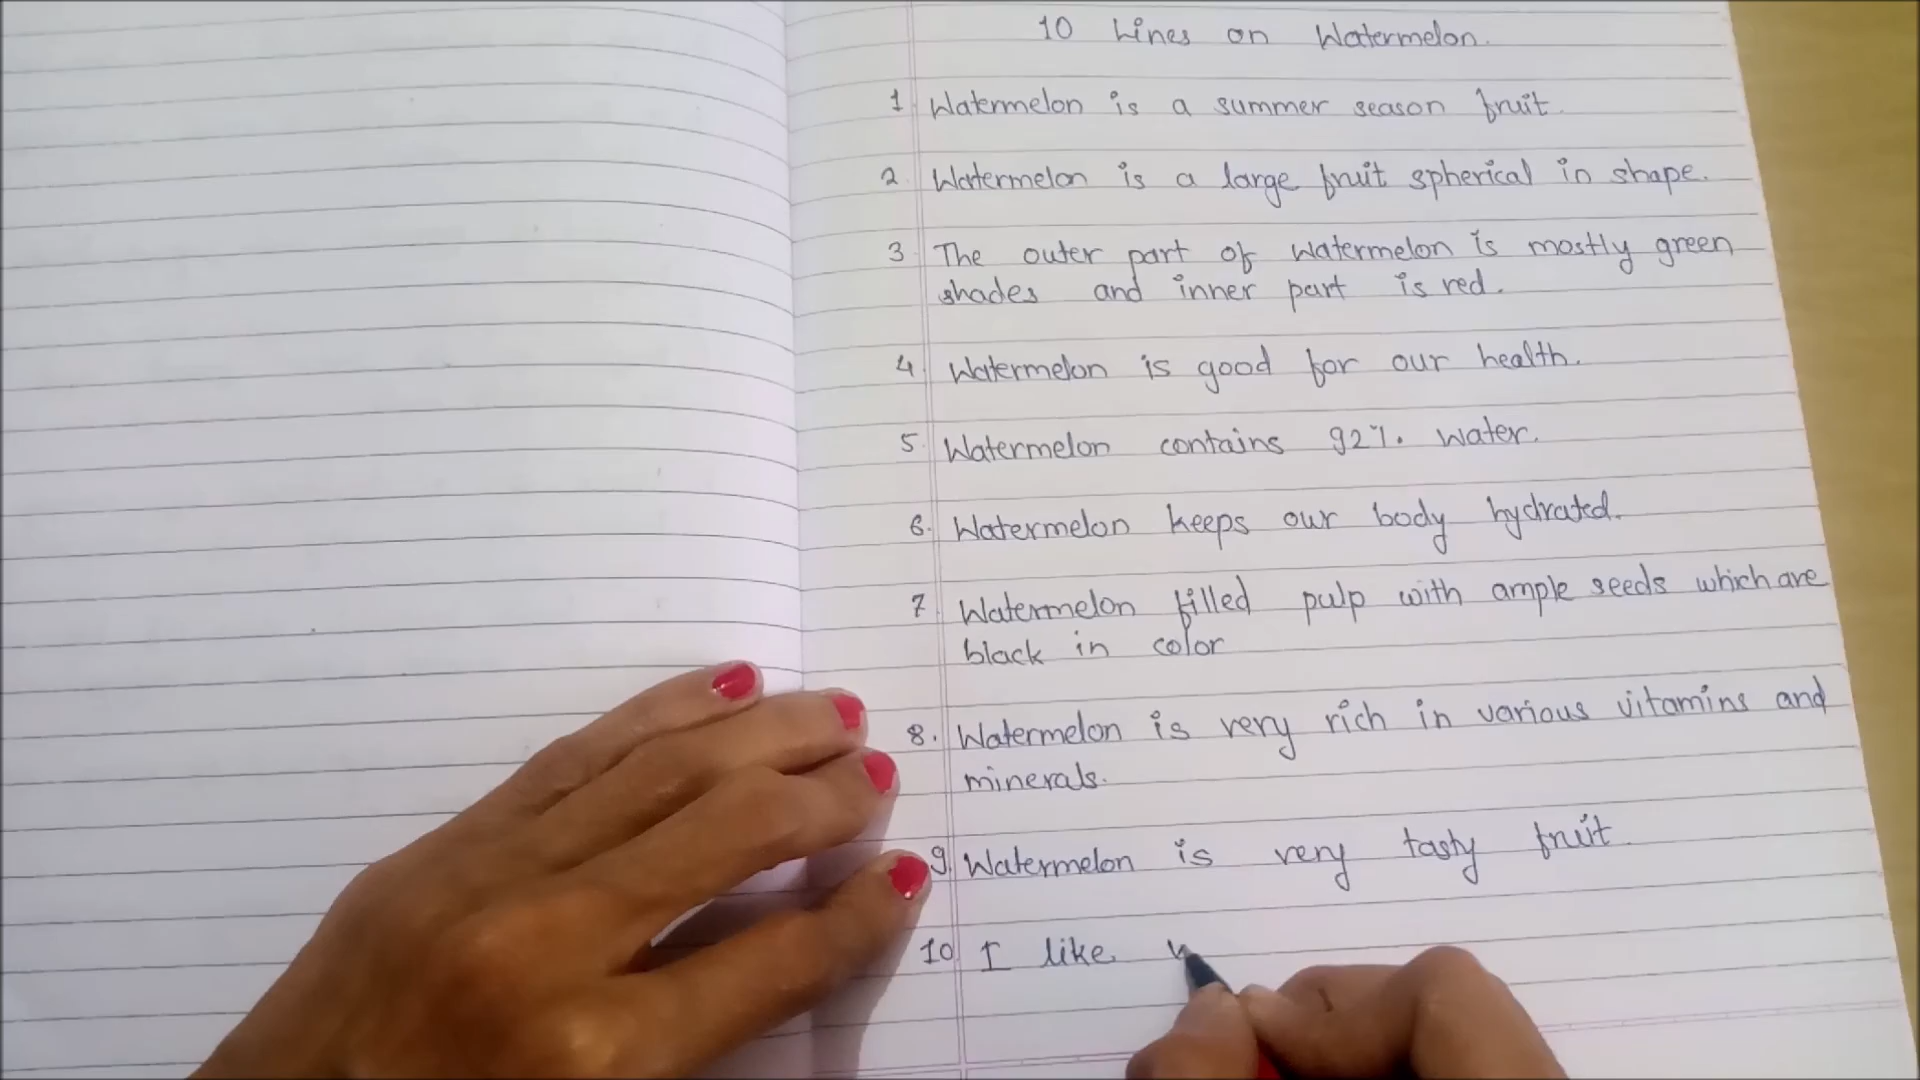 10 Lines on Watermelon.
1 Watermelon is a summer season fruit.
2. Watermelon is a large fruit spherical in shape.
3 The outer part of watermelon is mostly green
shades and inner part is red.
4. Watermelon is good for our health.
5. Watermelon contains 92% water.
6. Watermelon keeps our body hydrated.
7. Watermelon filled pulp with ample seeds which are
black in color
8. Watermelon is very rich in various vitamins and
minerals.
9. Watermelon is very tasty fruit.
10 I like